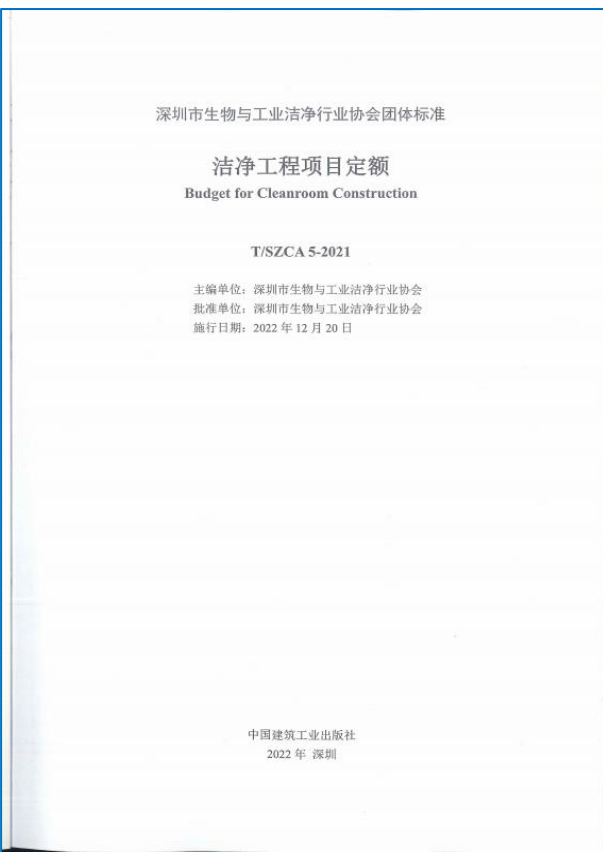 深圳市生物与工业洁净行业协会团体标准
洁净工程项目定额
Budget for Cleanroom Construction
T/SZCA 5-2021
主编单位：深圳市生物与工业洁净行业协会
批准单位：深圳市生物与工业洁净行业协会
施行日期：2022 年 12 月 20 日
中国建筑工业出版社
2022 年 深圳